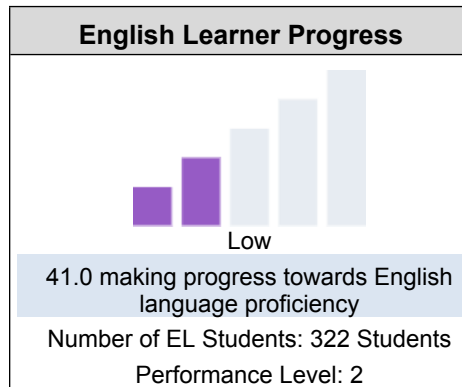 English Learner Progress
Low
41.0 making progress towards English
language proficiency
Number of EL Students: 322 Students
Performance Level: 2